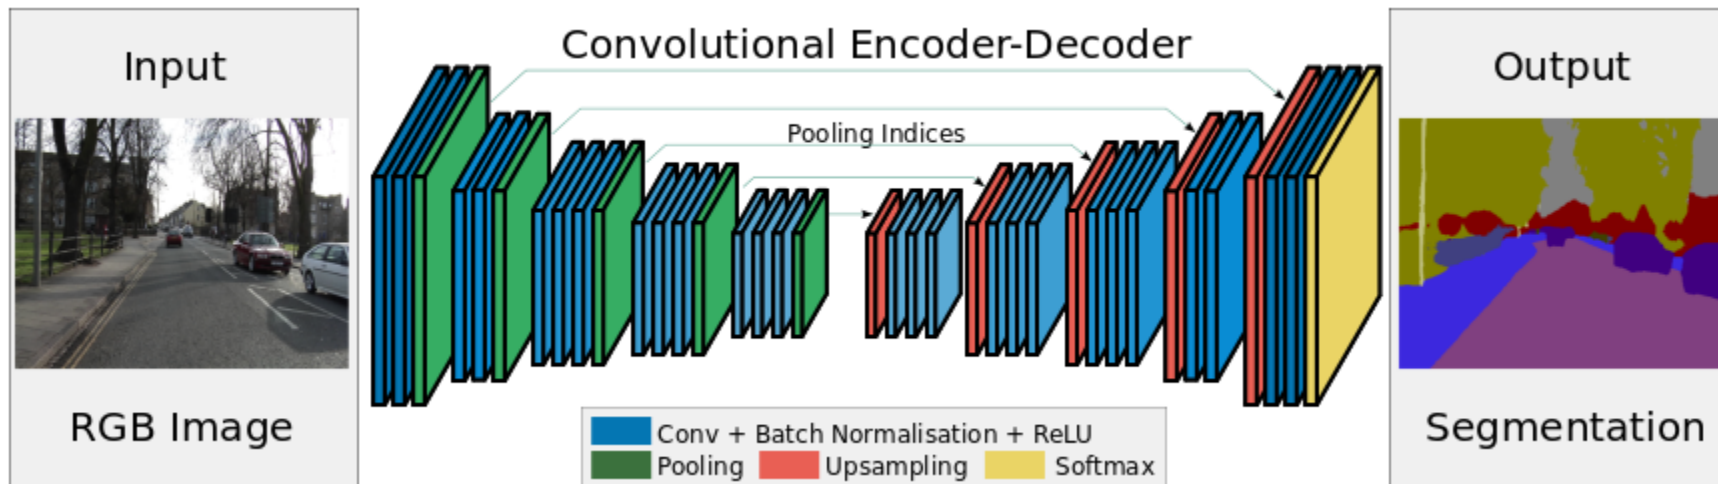 Input
RGB Image
Convolutional Encoder-Decoder
Pooling Indices
Conv + Batch Normalisation + ReLU
Pooling Upsampling Softmax
Output
Segmentation